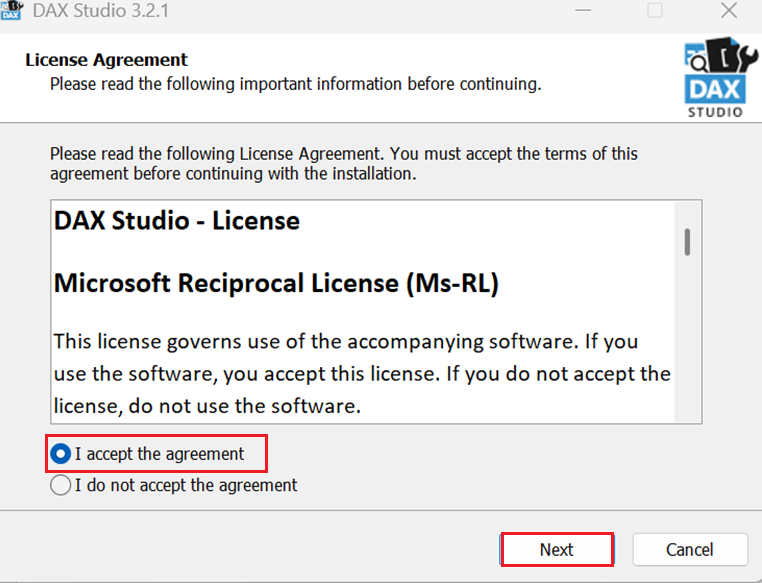 DAX Studio 3.2.1
License Agreement
Please read the following important information before continuing.
DAX
STUDIO
Please read the following License Agreement. You must accept the terms of this
agreement before continuing with the installation.
DAX Studio - License
Microsoft Reciprocal License (Ms-RL)
This license governs use of the accompanying software. If you
use the software, you accept this license. If you do not accept the
license, do not use the software.
I accept the agreement
I do not accept the agreement
Next
Cancel